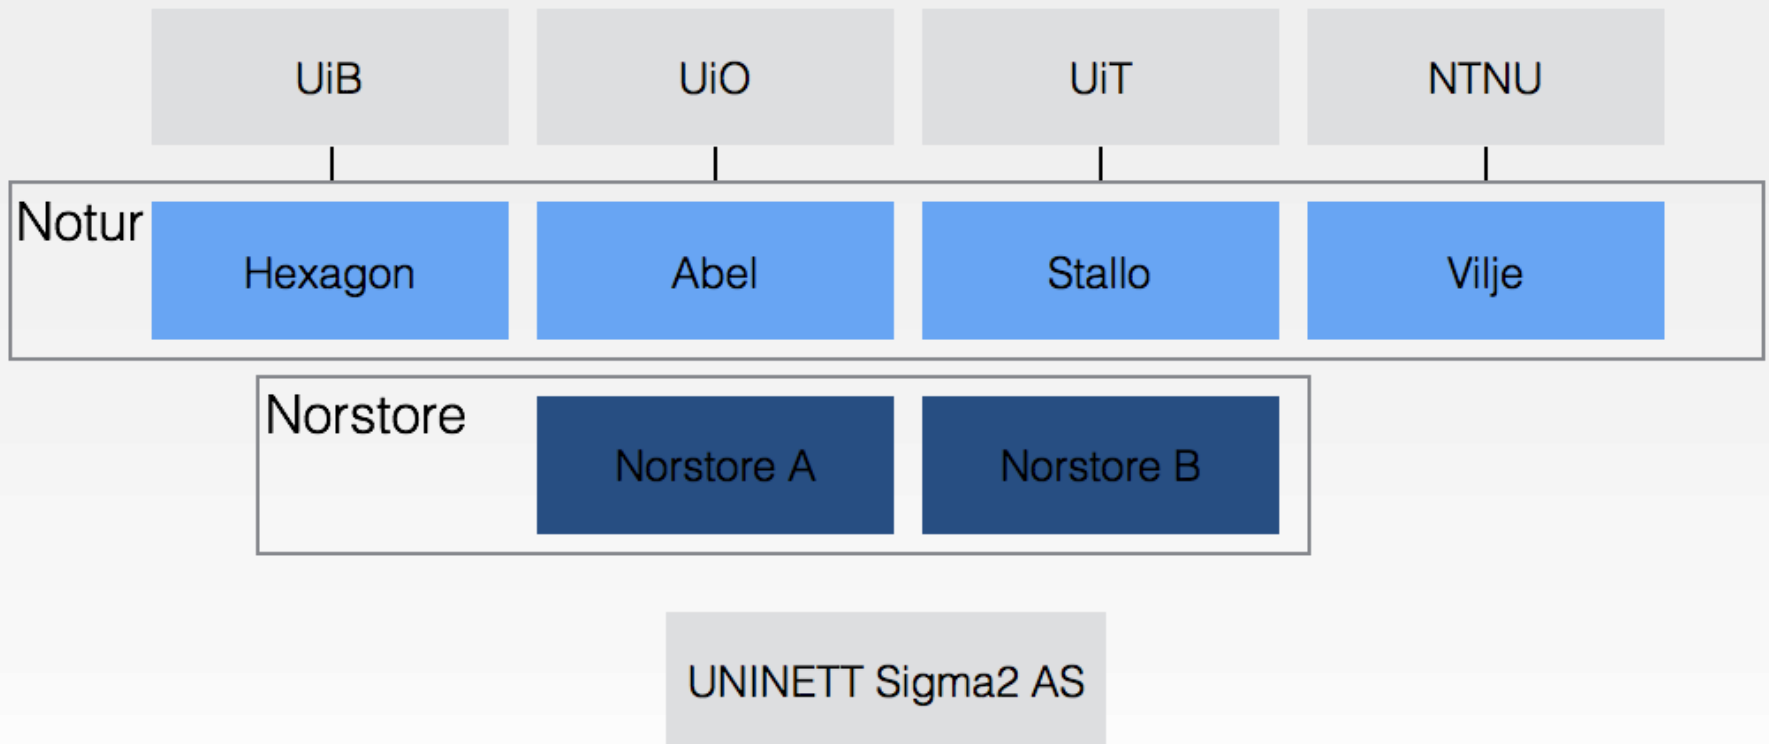 UiB
UiO
UiT
NTNU
Notur
Hexagon
Abel
Stallo
Vilje
Norstore
Norstore A
Norstore B
UNINETT Sigma2 AS